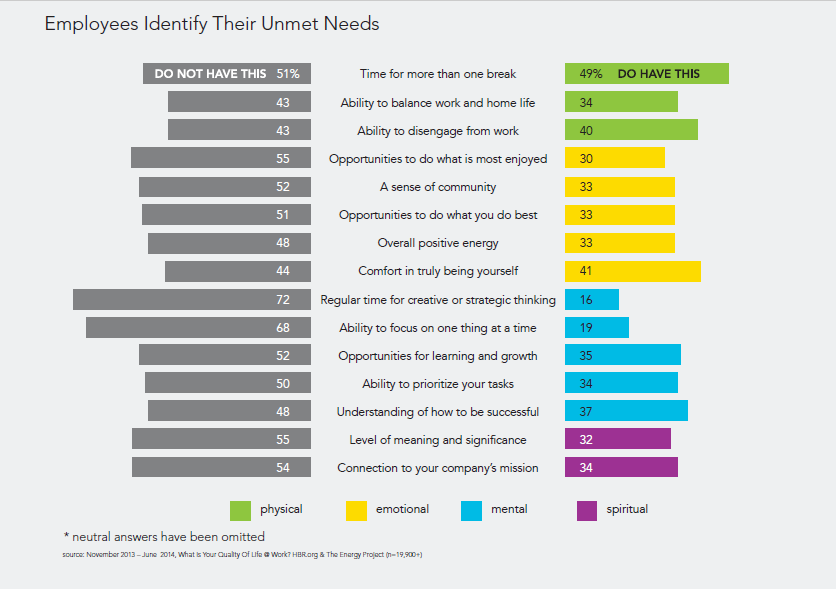 Employees Identify Their Unmet Needs
DO NOT HAVE THIS 51% Time for more than one break 49% DO HAVE THIS
43 Ability to balance work and home life 34
43 Ability to disengage from work 40
55 Opportunities to do what is most enjoyed 30
52 A sense of community 33
51 Opportunities to do what you do best 33
48 Overall positive energy 33
44 Comfort in truly being yourself 41
72 Regular time for creative or strategic thinking 16
68 Ability to focus on one thing at a time 19
52 Opportunities for learning and growth 35
50 Ability to prioritize your tasks 34
48 Understanding of how to be successful 37
55 Level of meaning and significance 32
54 Connection to your company's mission 34
physical emotional mental spiritual
* neutral answers have been omitted
source: November 2013 – June 2014, What Is Your Quality Of Life @ Work? HBR.org & The Energy Project (n=19,900+)